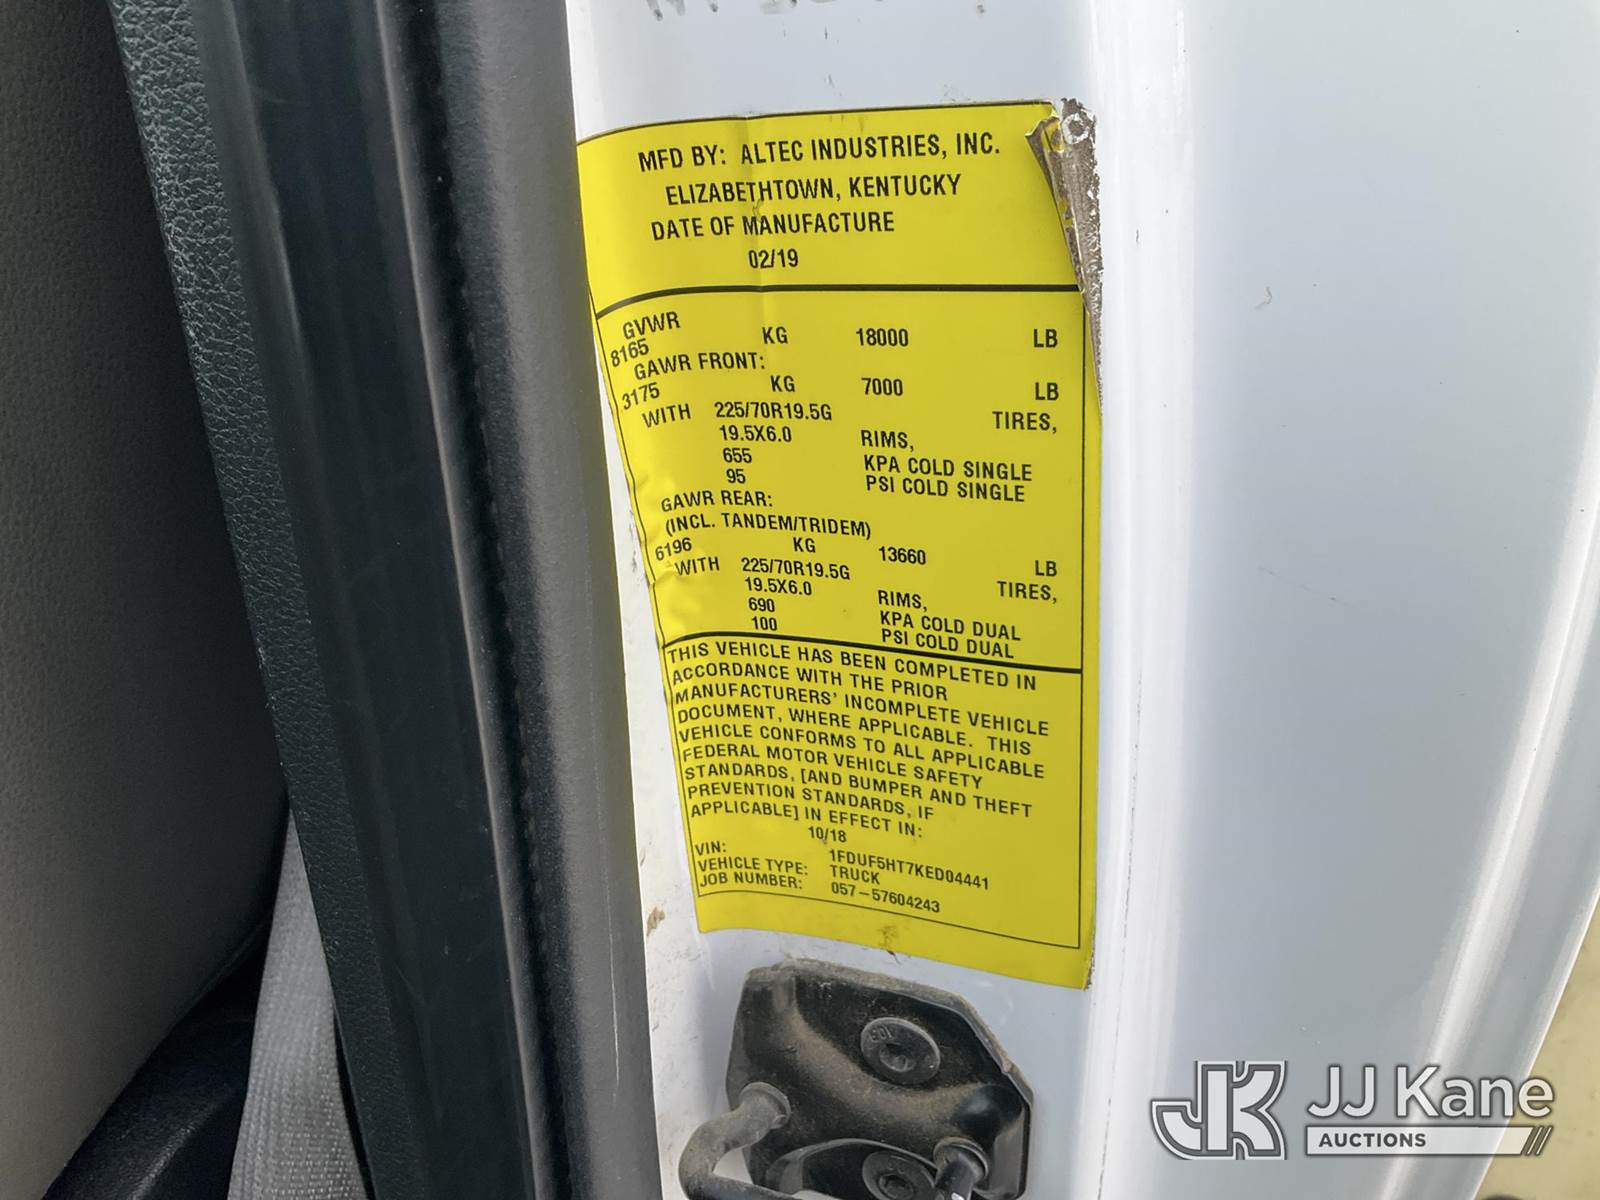 MFD BY: ALTEC INDUSTRIES, INC.
ELIZABETHTOWN, KENTUCKY
DATE OF MANUFACTURE
02/19
GVWR
8165 KG 18000 LB
GAWR FRONT:
3175 KG 7000 LB
WITH 225/70R19.5G TIRES,
19.5X6.0 RIMS,
655 KPA COLD SINGLE
95 PSI COLD SINGLE
GAWR REAR:
(INCL. TANDEM/TRIDEM)
6196 KG 13660 LB
WITH 225/70R19.5G TIRES,
19.5X6.0 RIMS,
690 KPA COLD DUAL
100 PSI COLD DUAL
THIS VEHICLE HAS BEEN COMPLETED IN
ACCORDANCE WITH THE PRIOR
MANUFACTURERS' INCOMPLETE VEHICLE
DOCUMENT, WHERE APPLICABLE. THIS
VEHICLE CONFORMS TO ALL APPLICABLE
FEDERAL MOTOR VEHICLE SAFETY
STANDARDS, [AND BUMPER AND THEFT
PREVENTION STANDARDS, IF
APPLICABLE] IN EFFECT IN:
10/18
VIN: 1FDUF5HT7KED04441
VEHICLE TYPE: TRUCK
JOB NUMBER: 057-57604243
JK JJ Kane
AUCTIONS